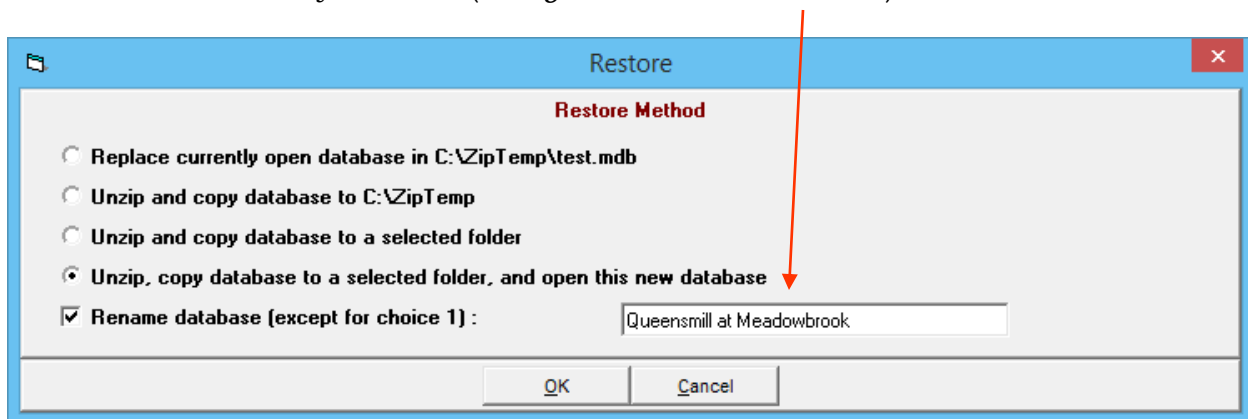 Restore
Restore Method
Replace currently open database in C:\ZipTemp\test.mdb
Unzip and copy database to C:\ZipTemp
Unzip and copy database to a selected folder
Unzip, copy database to a selected folder, and open this new database
Rename database (except for choice 1) : Queensmill at Meadowbrook
OK Cancel